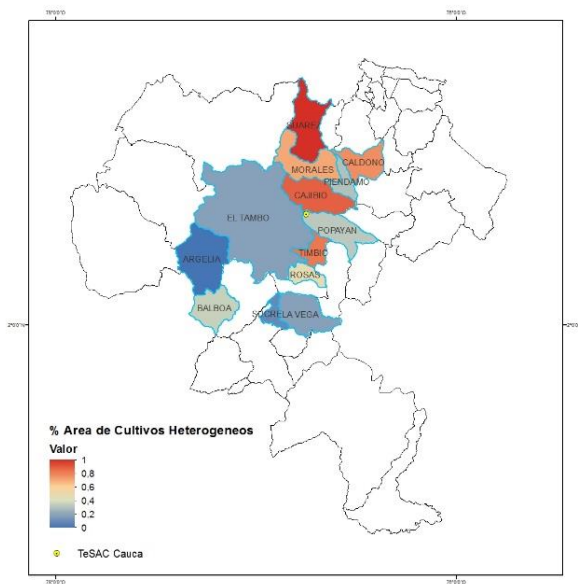 SUAREZ
CALDONO
MORALES
PIENDAMO
CAJIBIO
EL TAMBO
POPAYAN
TIMBIO
ARGELIA
ROSAS
BALBOA
SUCRE LA VEGA
% Area de Cultivos Heterogeneos
Valor
1
0.8
0.6
0.4
0.2
0
TeSAC Cauca